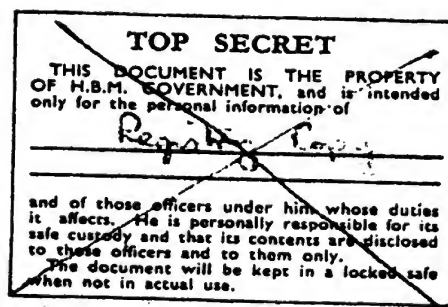 TOP SECRET
THIS DOCUMENT IS THE PROPERTY
OF H.B.M. GOVERNMENT, and is intended
only for the personal information of
Registry Copy
and of those officers under him whose duties
it affects. He is personally responsible for its
safe custody and that its contents are disclosed
to those officers and to them only.
The document will be kept in a locked safe
when not in actual use.